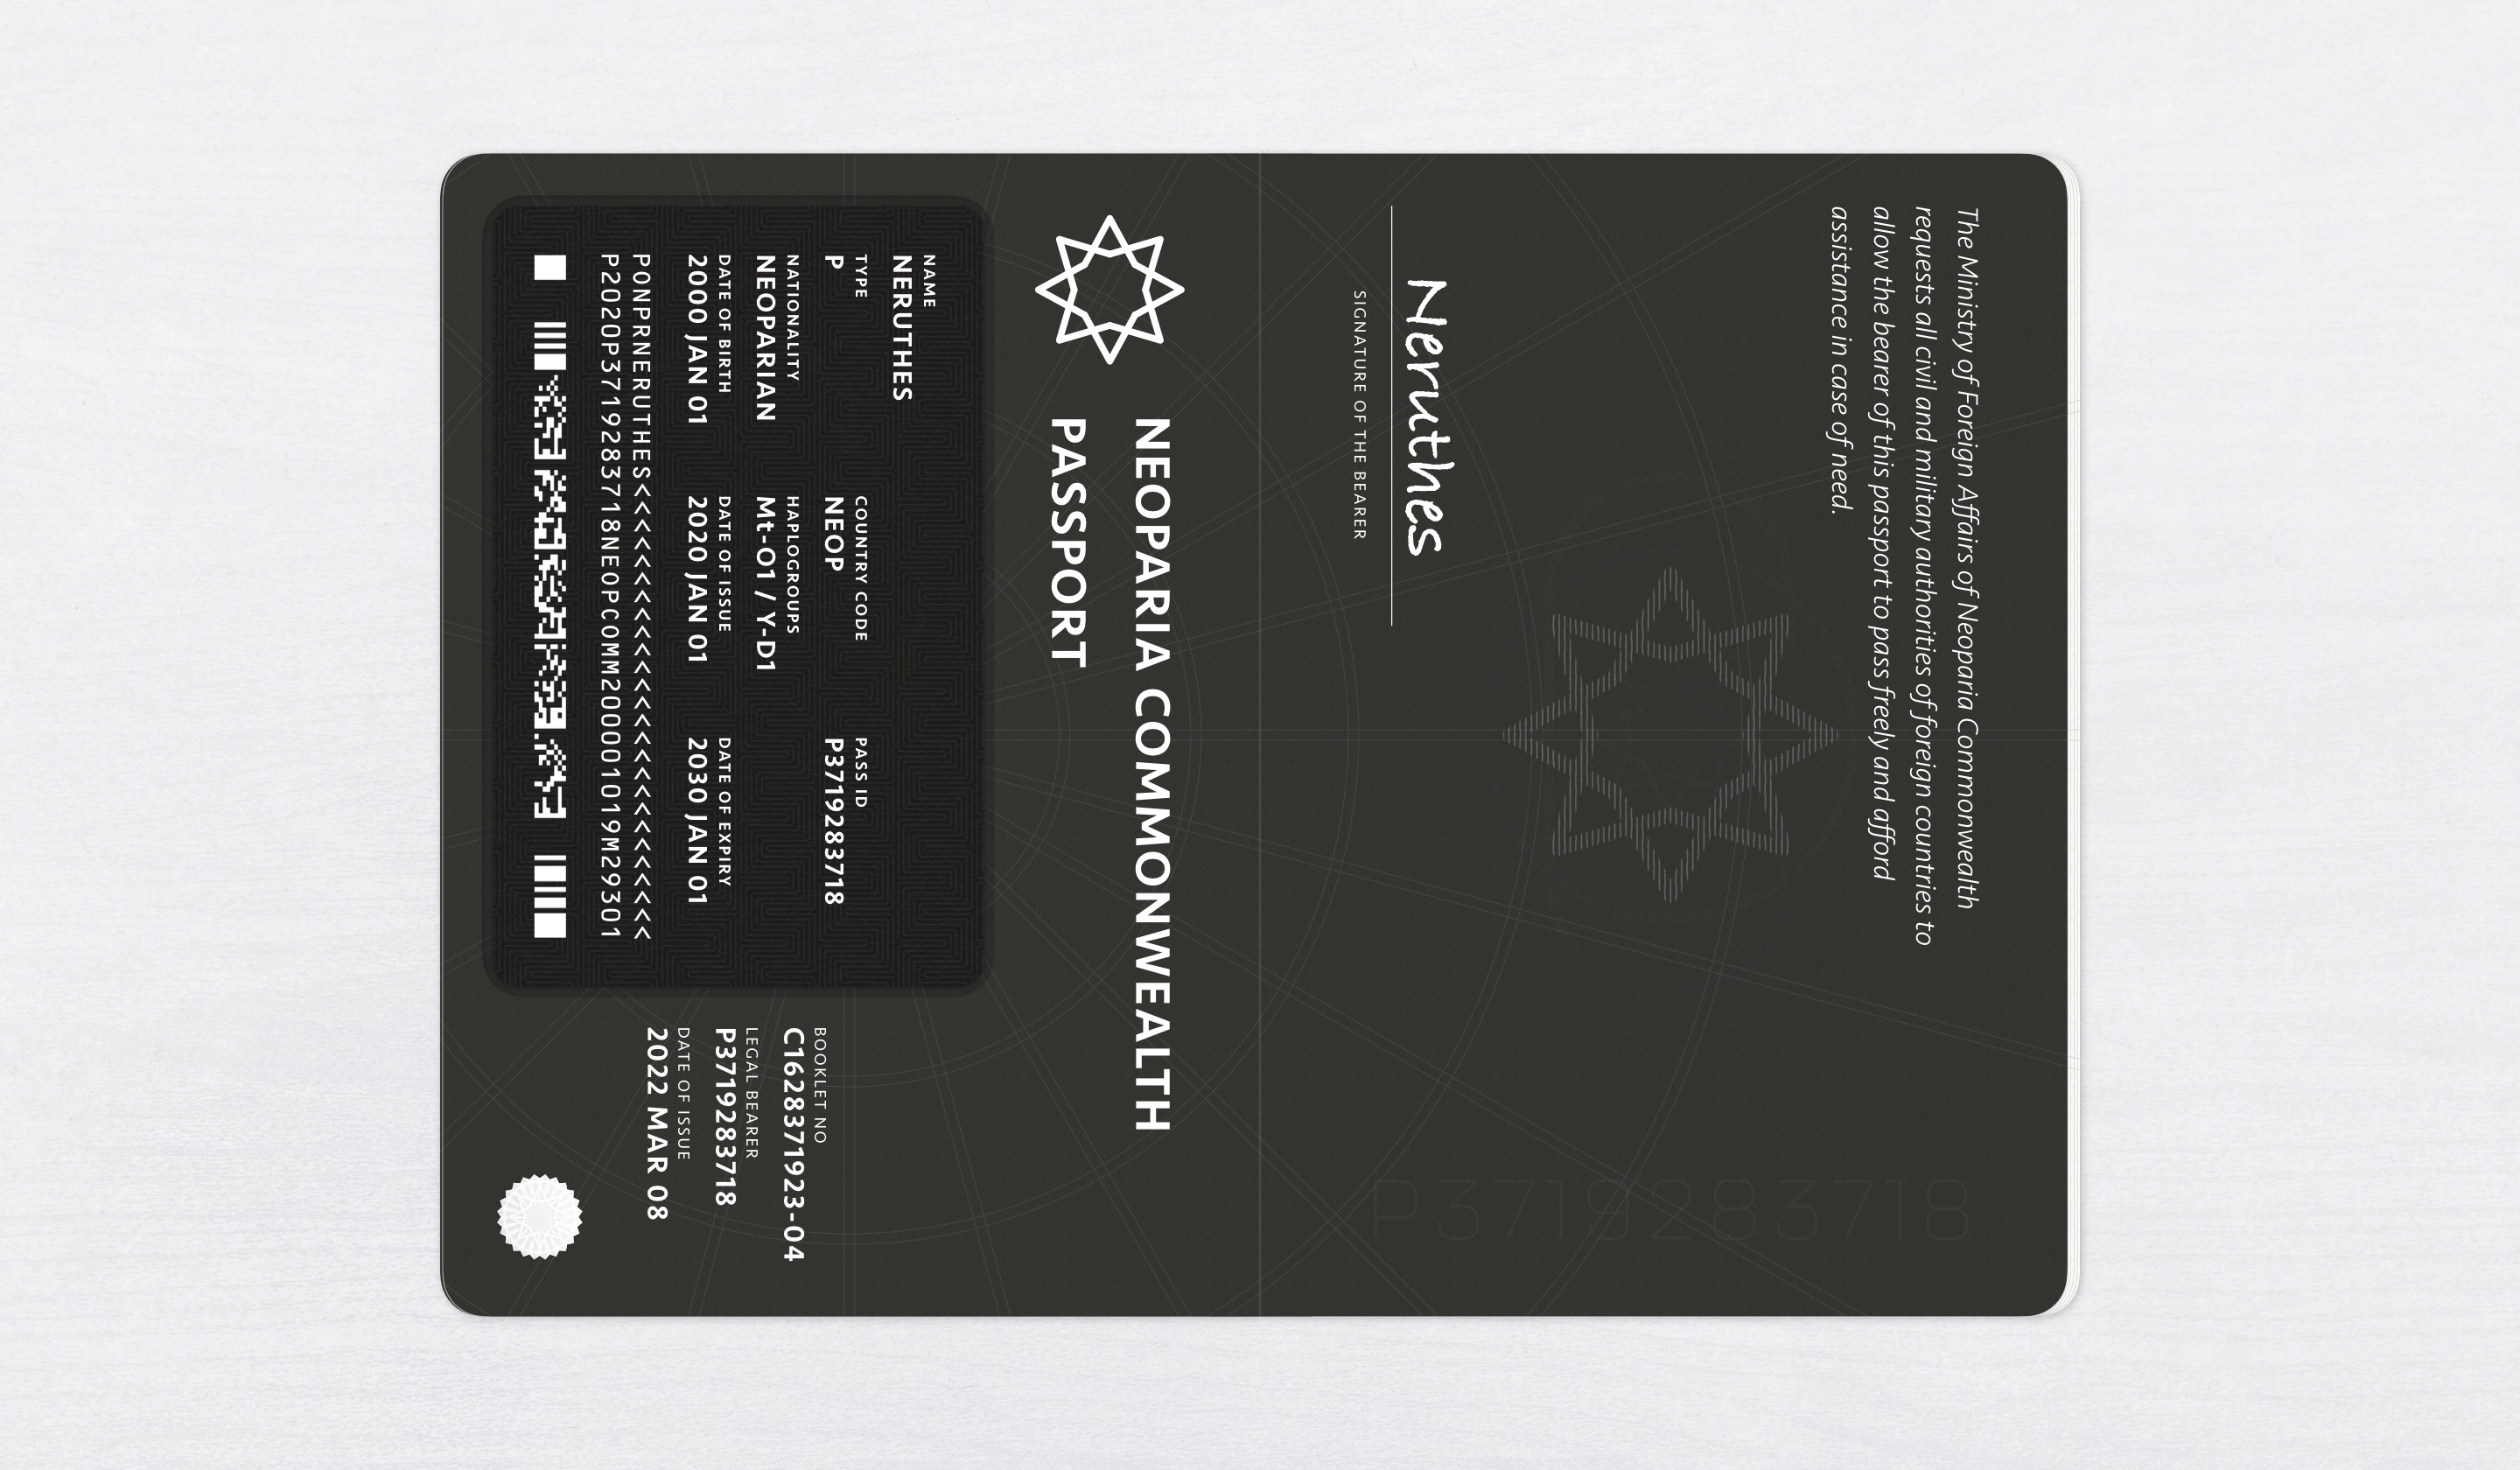 The Ministry of Foreign Affairs of Neoparia Commonwealth
requests all civil and military authorities of foreign countries to
allow the bearer of this passport to pass freely and afford
assistance in case of need.
Neruthes
SIGNATURE OF THE BEARER
P3719283718
NEOPARIA COMMONWEALTH
PASSPORT
NAME
NERUTHES
TYPE COUNTRY CODE PASS ID
P NEOP P3719283718
NATIONALITY HAPLOGROUPS
NEOPARIAN Mt-O1 / Y-D1
DATE OF BIRTH DATE OF ISSUE DATE OF EXPIRY
2000 JAN 01 2020 JAN 01 2030 JAN 01
PONPRNERUTHES<<<<<<<<<<<<<<<<<<<<<<<<<<
P2020P3719283718NEOPCOMM20000101019M29301
BOOKLET NO
C1628371923-04
LEGAL BEARER
P3719283718
DATE OF ISSUE
2022 MAR 08